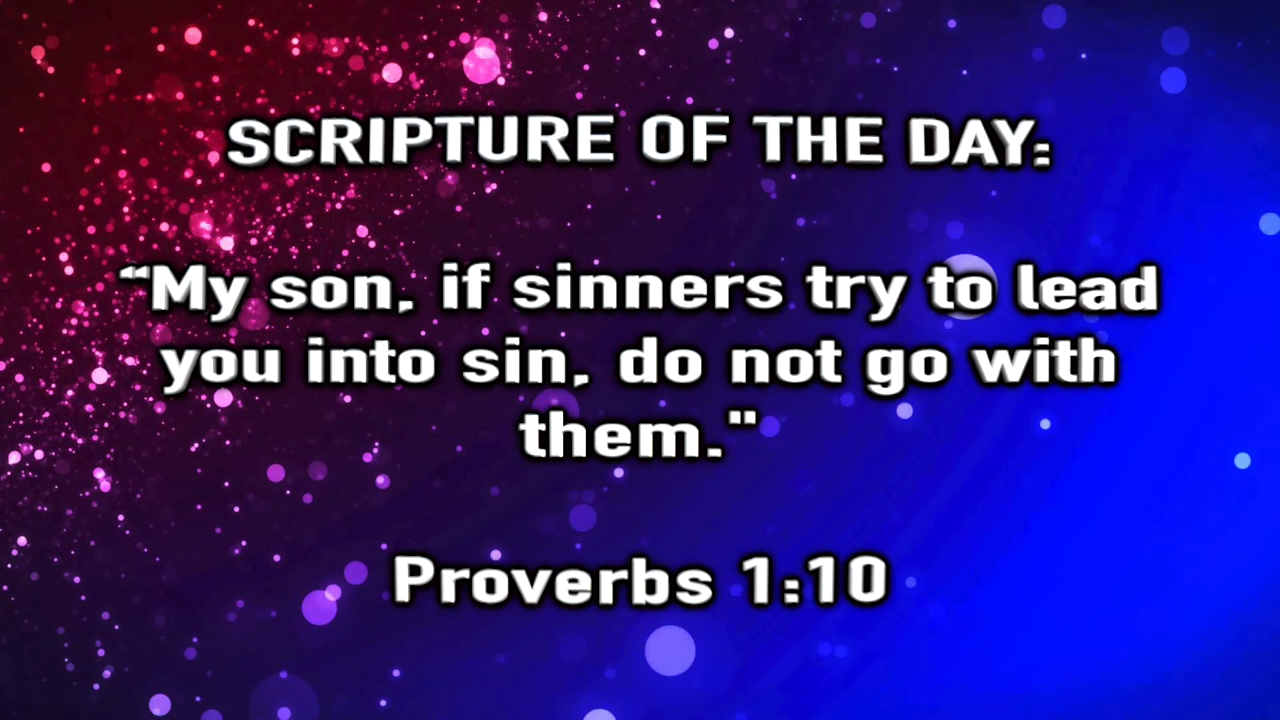 SCRIPTURE OF THE DAY:
“My son, if sinners try to lead
you into sin, do not go with
them."
Proverbs 1:10